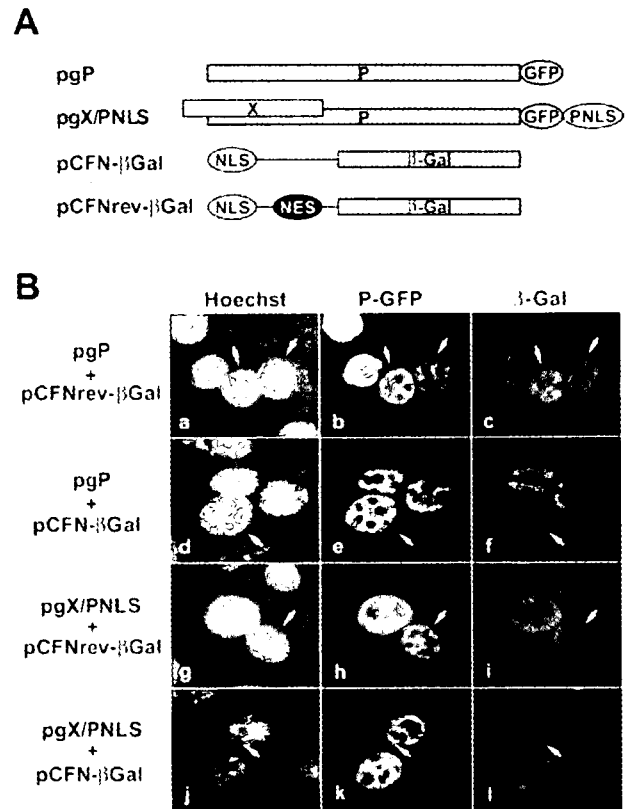 A
pgP P GFP
pgX/PNLS X P GFP PNLS
pCFN-βGal NLS β-Gal
pCFNrev-βGal NLS NES β-Gal
B
Hoechst P-GFP β-Gal
pgP
+
pCFNrev-βGal
a b c
pgP
+
pCFN-βGal
d e f
pgX/PNLS
+
pCFNrev-βGal
g h i
pgX/PNLS
+
pCFN-βGal
j k l